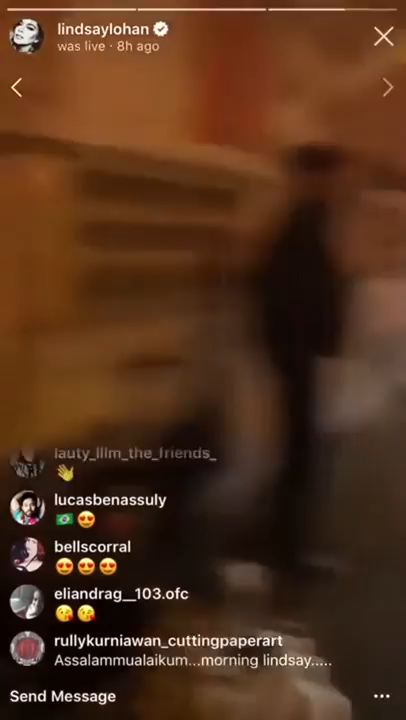 lindsaylohan
was live · 8h ago
lauty_lllm_the_friends_
👋
lucasbenassuly
🇧🇷😍
bellscorral
😍😍😍
eliandrag__103.ofc
😘😘
rullykurniawan_cuttingpaperart
Assalammualaikum...morning lindsay.....
Send Message